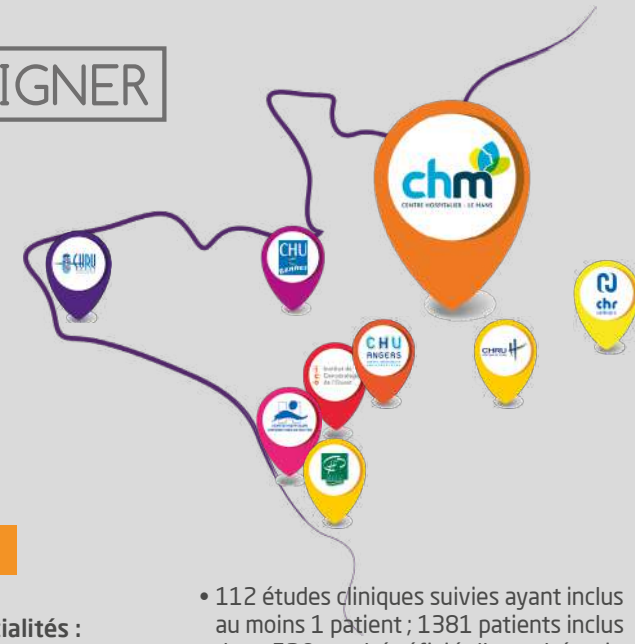 IGNER
chm
CENTRE HOSPITALIER - LE MANS
CHRU
CHU
RENNES
chr
CHU
ANGERS
CHRU
Institut de
Cancérologie
de l'Ouest
cialités :
• 112 études cliniques suivies ayant inclus
au moins 1 patient ; 1381 patients inclus